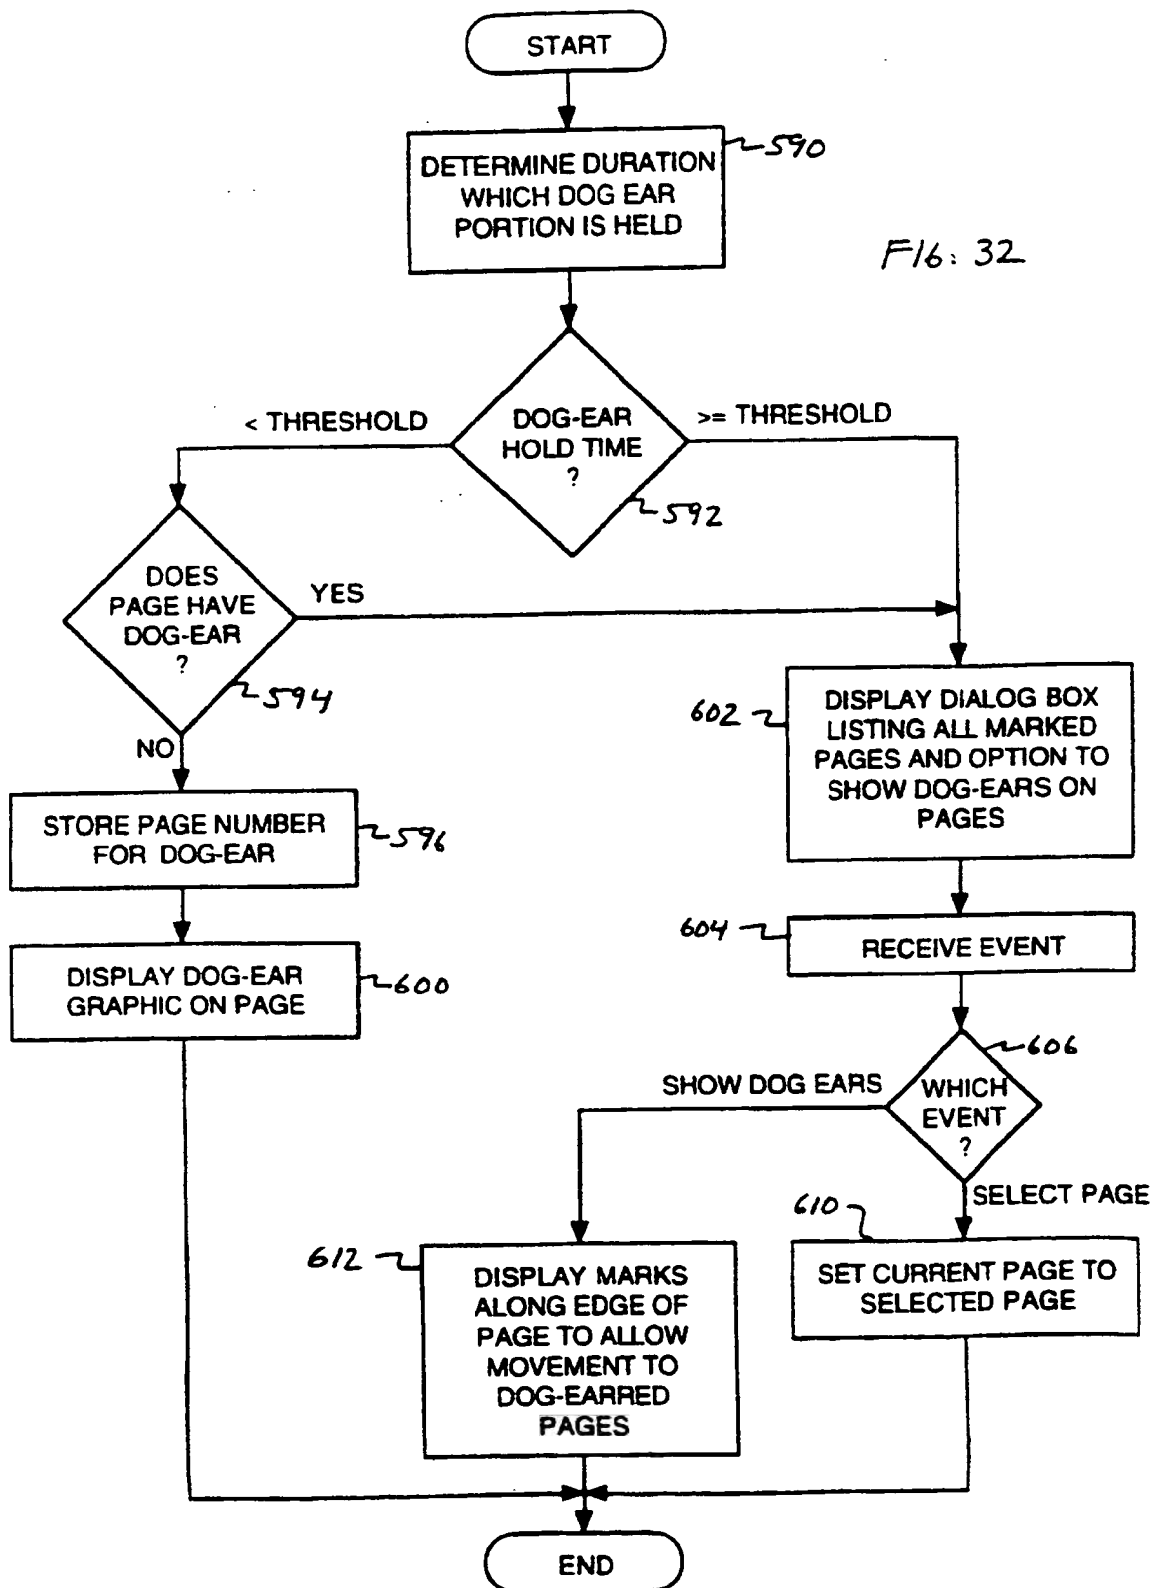 START
DETERMINE DURATION
WHICH DOG EAR
PORTION IS HELD
590
FIG: 32
DOG-EAR
HOLD TIME
?
592
< THRESHOLD
>= THRESHOLD
DOES
PAGE HAVE
DOG-EAR
?
594
YES
NO
STORE PAGE NUMBER
FOR DOG-EAR
596
DISPLAY DOG-EAR
GRAPHIC ON PAGE
600
602
DISPLAY DIALOG BOX
LISTING ALL MARKED
PAGES AND OPTION TO
SHOW DOG-EARS ON
PAGES
604
RECEIVE EVENT
606
WHICH
EVENT
?
SHOW DOG EARS
SELECT PAGE
610
SET CURRENT PAGE TO
SELECTED PAGE
612
DISPLAY MARKS
ALONG EDGE OF
PAGE TO ALLOW
MOVEMENT TO
DOG-EARRED
PAGES
END